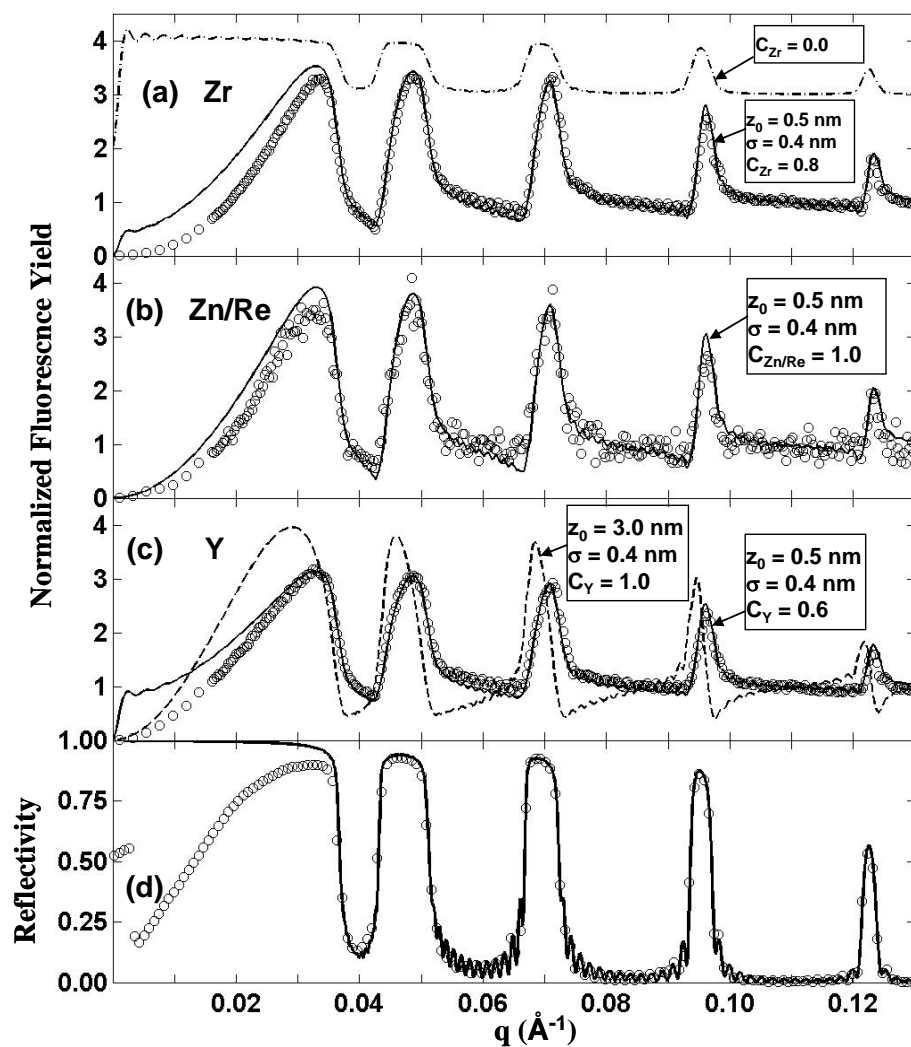 4
3
2
1
0
(a) Zr
C_Zr = 0.0
z₀ = 0.5 nm
σ = 0.4 nm
C_Zr = 0.8
4
3
2
1
0
(b) Zn/Re
z₀ = 0.5 nm
σ = 0.4 nm
C_Zn/Re = 1.0
4
3
2
1
(c) Y
z₀ = 3.0 nm
σ = 0.4 nm
C_Y = 1.0
z₀ = 0.5 nm
σ = 0.4 nm
C_Y = 0.6
Normalized Fluorescnce Yield
1.00
0.75
0.50
0.25
0.00
(d)
Reflectivity
0.02 0.04 0.06 0.08 0.10 0.12
q (Å⁻¹)